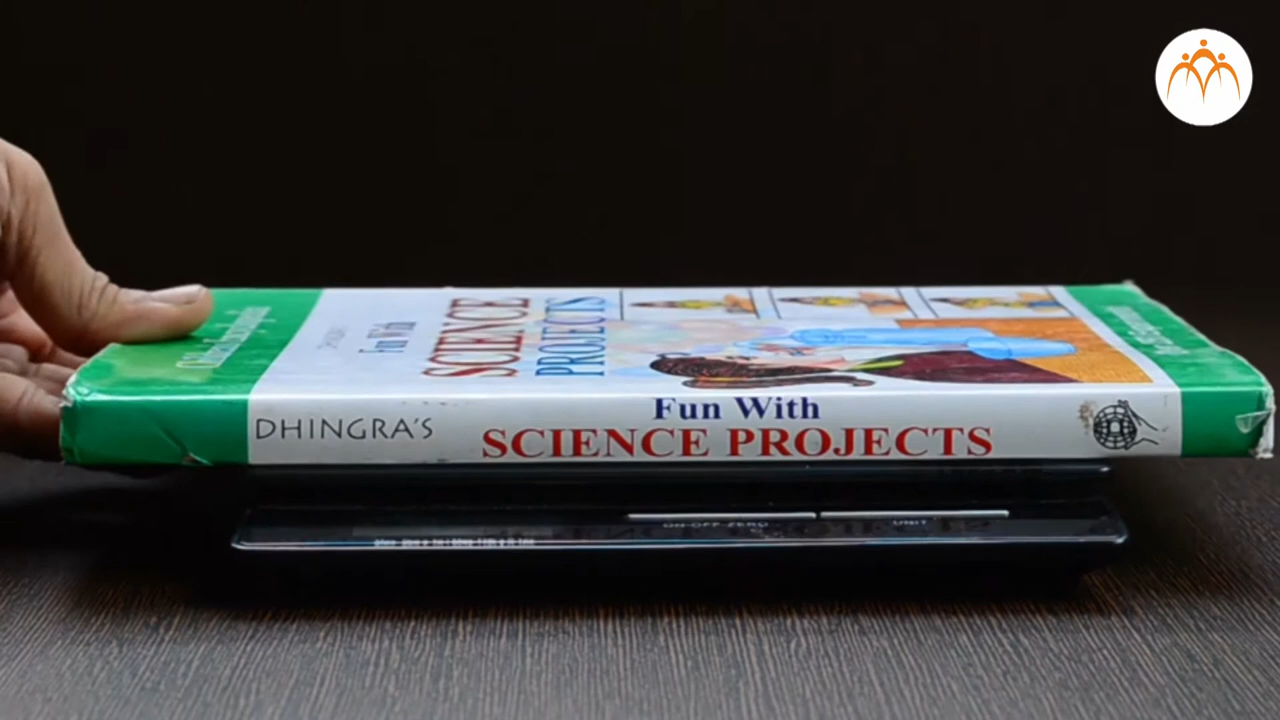 Fun With
SCIENCE
PROJECTS
DHINGRA'S
Fun With
SCIENCE PROJECTS
ON-OFF-ZERO
UNIT